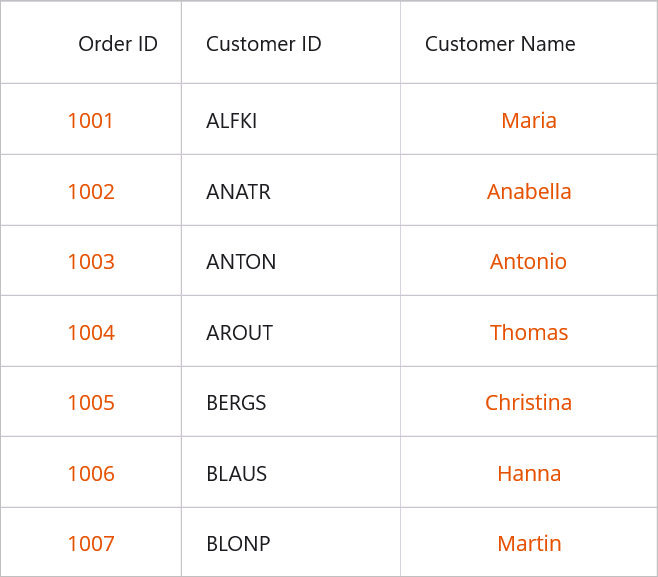 Order ID Customer ID Customer Name
1001 ALFKI Maria
1002 ANATR Anabella
1003 ANTON Antonio
1004 AROUT Thomas
1005 BERGS Christina
1006 BLAUS Hanna
1007 BLONP Martin